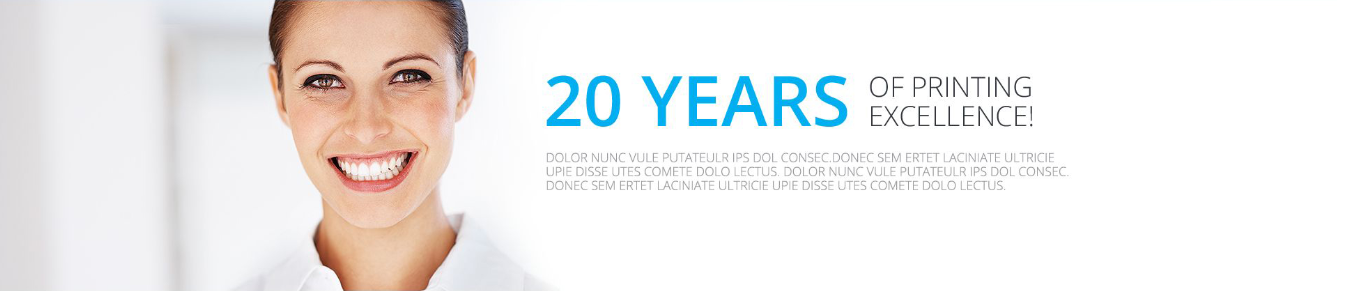 20 YEARS OF PRINTING EXCELLENCE!
DOLOR NUNC VULE PUTATEULR IPS DOL CONSEC.DONEC SEM ERTET LACINIATE ULTRICIE
UPIE DISSE UTES COMETE DOLO LECTUS. DOLOR NUNC VULE PUTATEULR IPS DOL CONSEC.
DONEC SEM ERTET LACINIATE ULTRICIE UPIE DISSE UTES COMETE DOLO LECTUS.